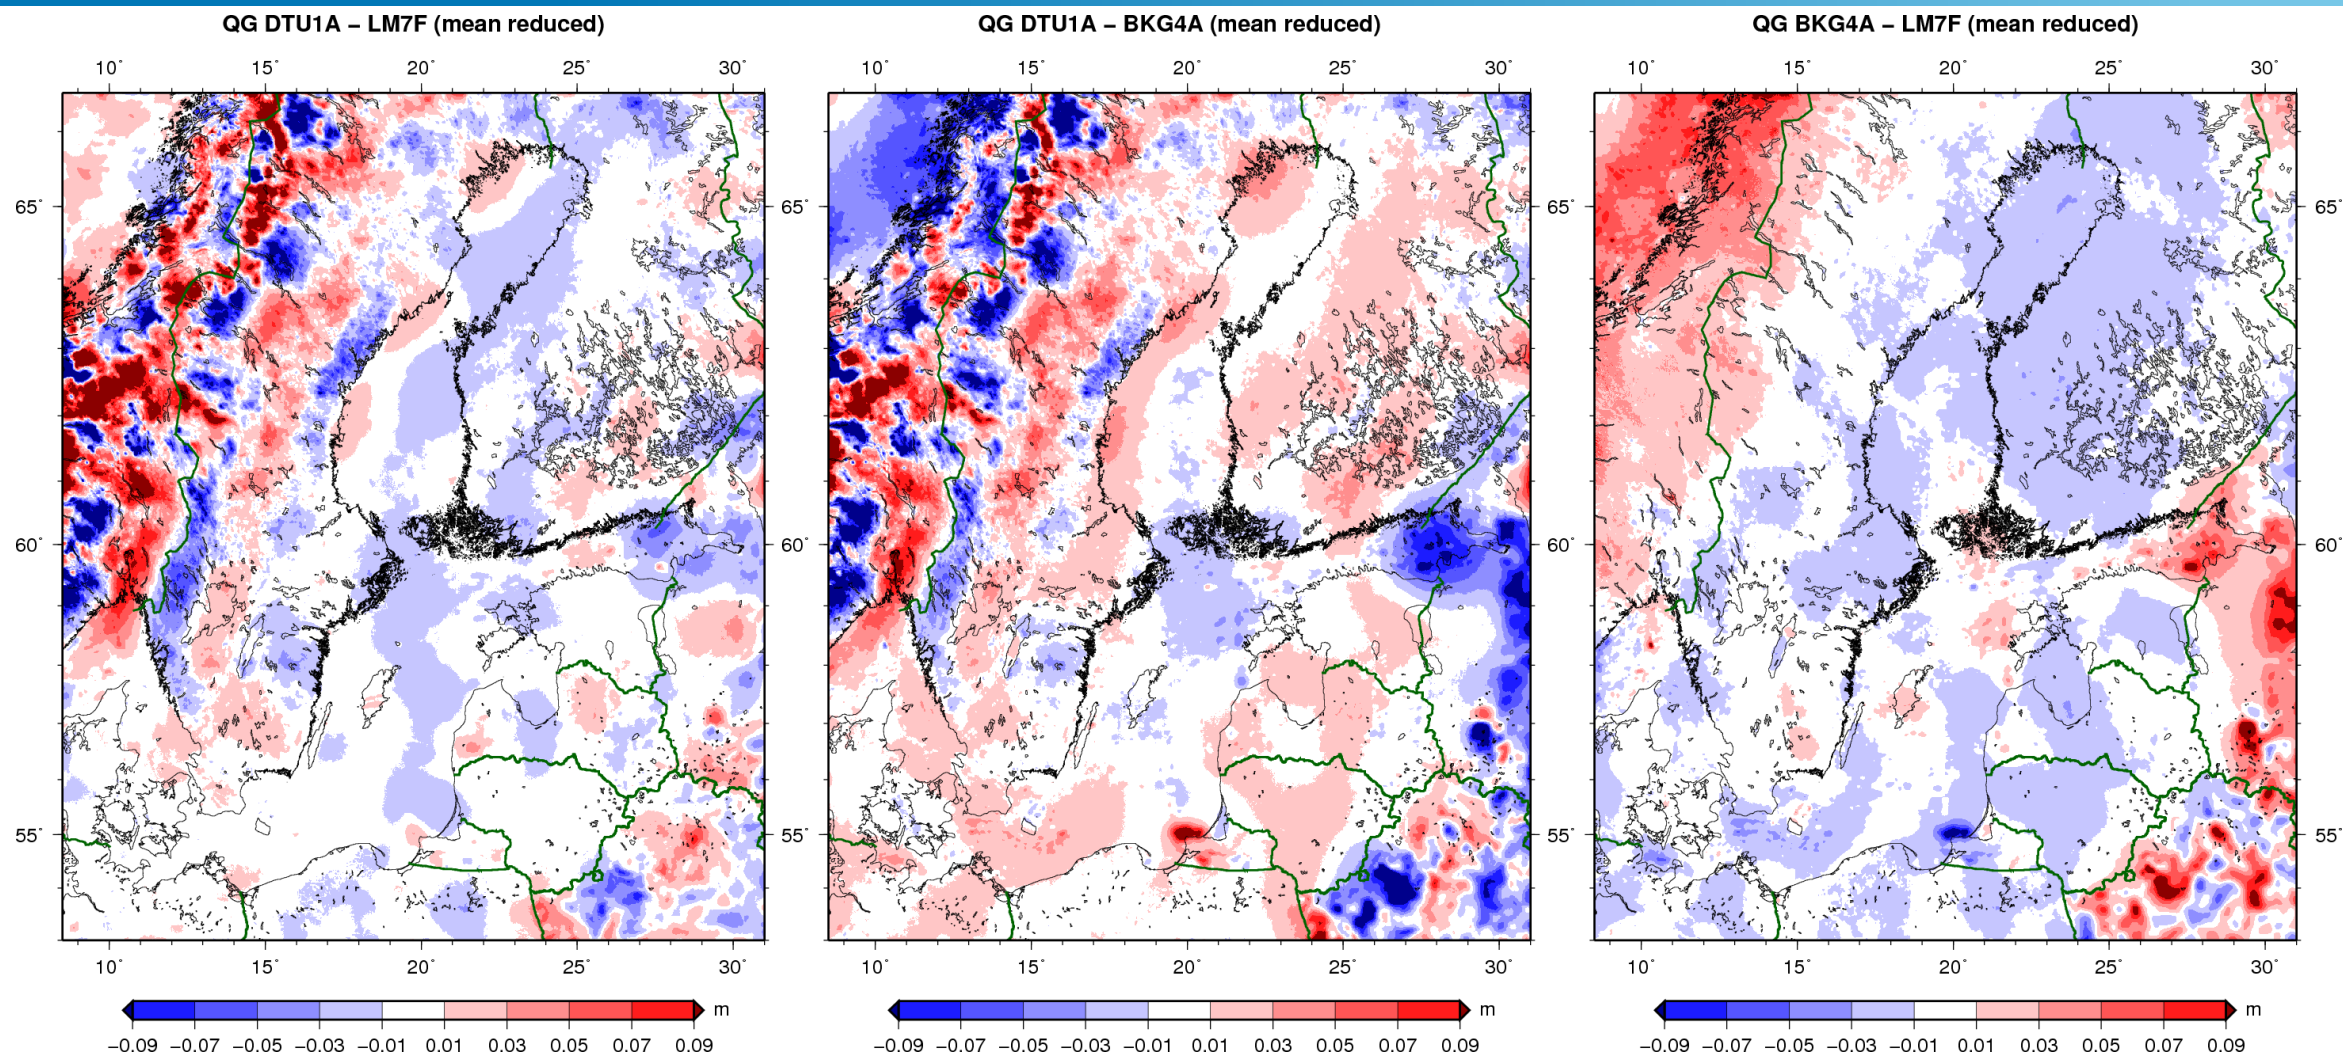 QG DTU1A − LM7F (mean reduced)
10° 15° 20° 25° 30°
65°
60°
55°
10° 15° 20° 25° 30°
m
−0.09 −0.07 −0.05 −0.03 −0.01 0.01 0.03 0.05 0.07 0.09
QG DTU1A − BKG4A (mean reduced)
10° 15° 20° 25° 30°
65° 65°
60° 60°
55° 55°
10° 15° 20° 25° 30°
m
−0.09 −0.07 −0.05 −0.03 −0.01 0.01 0.03 0.05 0.07 0.09
QG BKG4A − LM7F (mean reduced)
10° 15° 20° 25° 30°
65° 65°
60° 60°
55° 55°
10° 15° 20° 25° 30°
m
−0.09 −0.07 −0.05 −0.03 −0.01 0.01 0.03 0.05 0.07 0.09